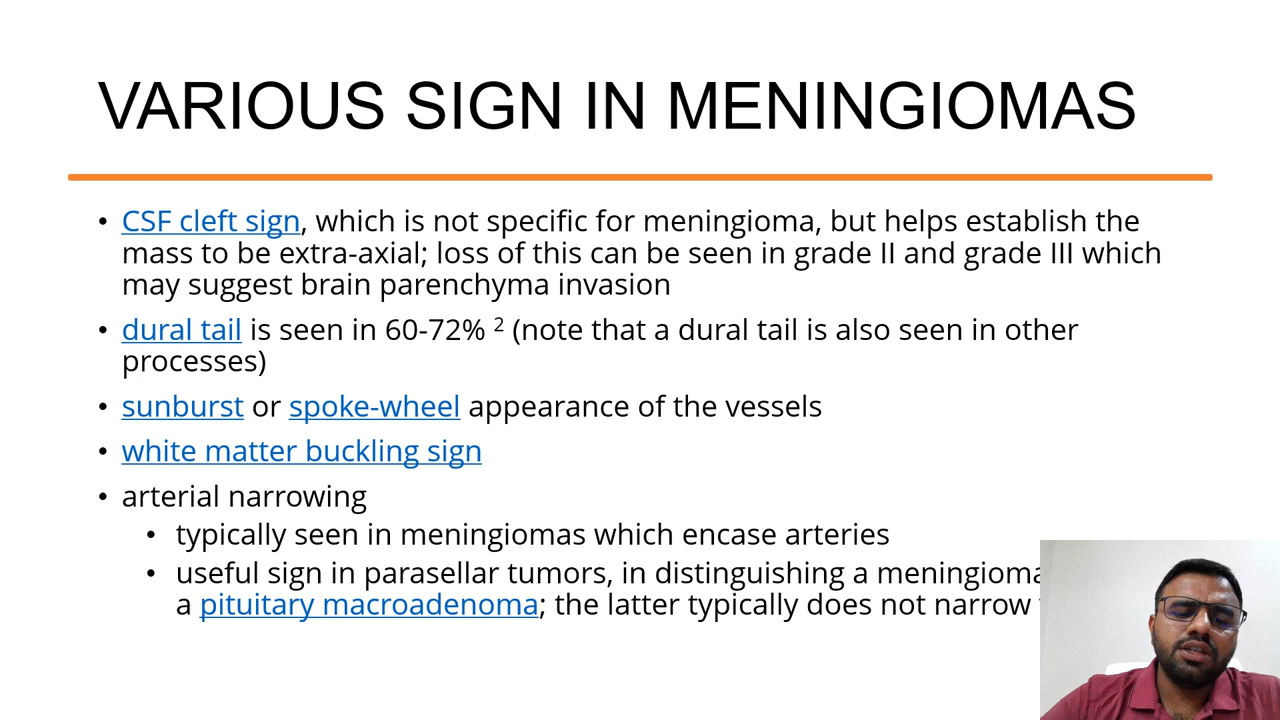 VARIOUS SIGN IN MENINGIOMAS
• CSF cleft sign, which is not specific for meningioma, but helps establish the
mass to be extra-axial; loss of this can be seen in grade II and grade III which
may suggest brain parenchyma invasion
• dural tail is seen in 60-72% ² (note that a dural tail is also seen in other
processes)
• sunburst or spoke-wheel appearance of the vessels
• white matter buckling sign
• arterial narrowing
• typically seen in meningiomas which encase arteries
• useful sign in parasellar tumors, in distinguishing a meningioma
a pituitary macroadenoma; the latter typically does not narrow